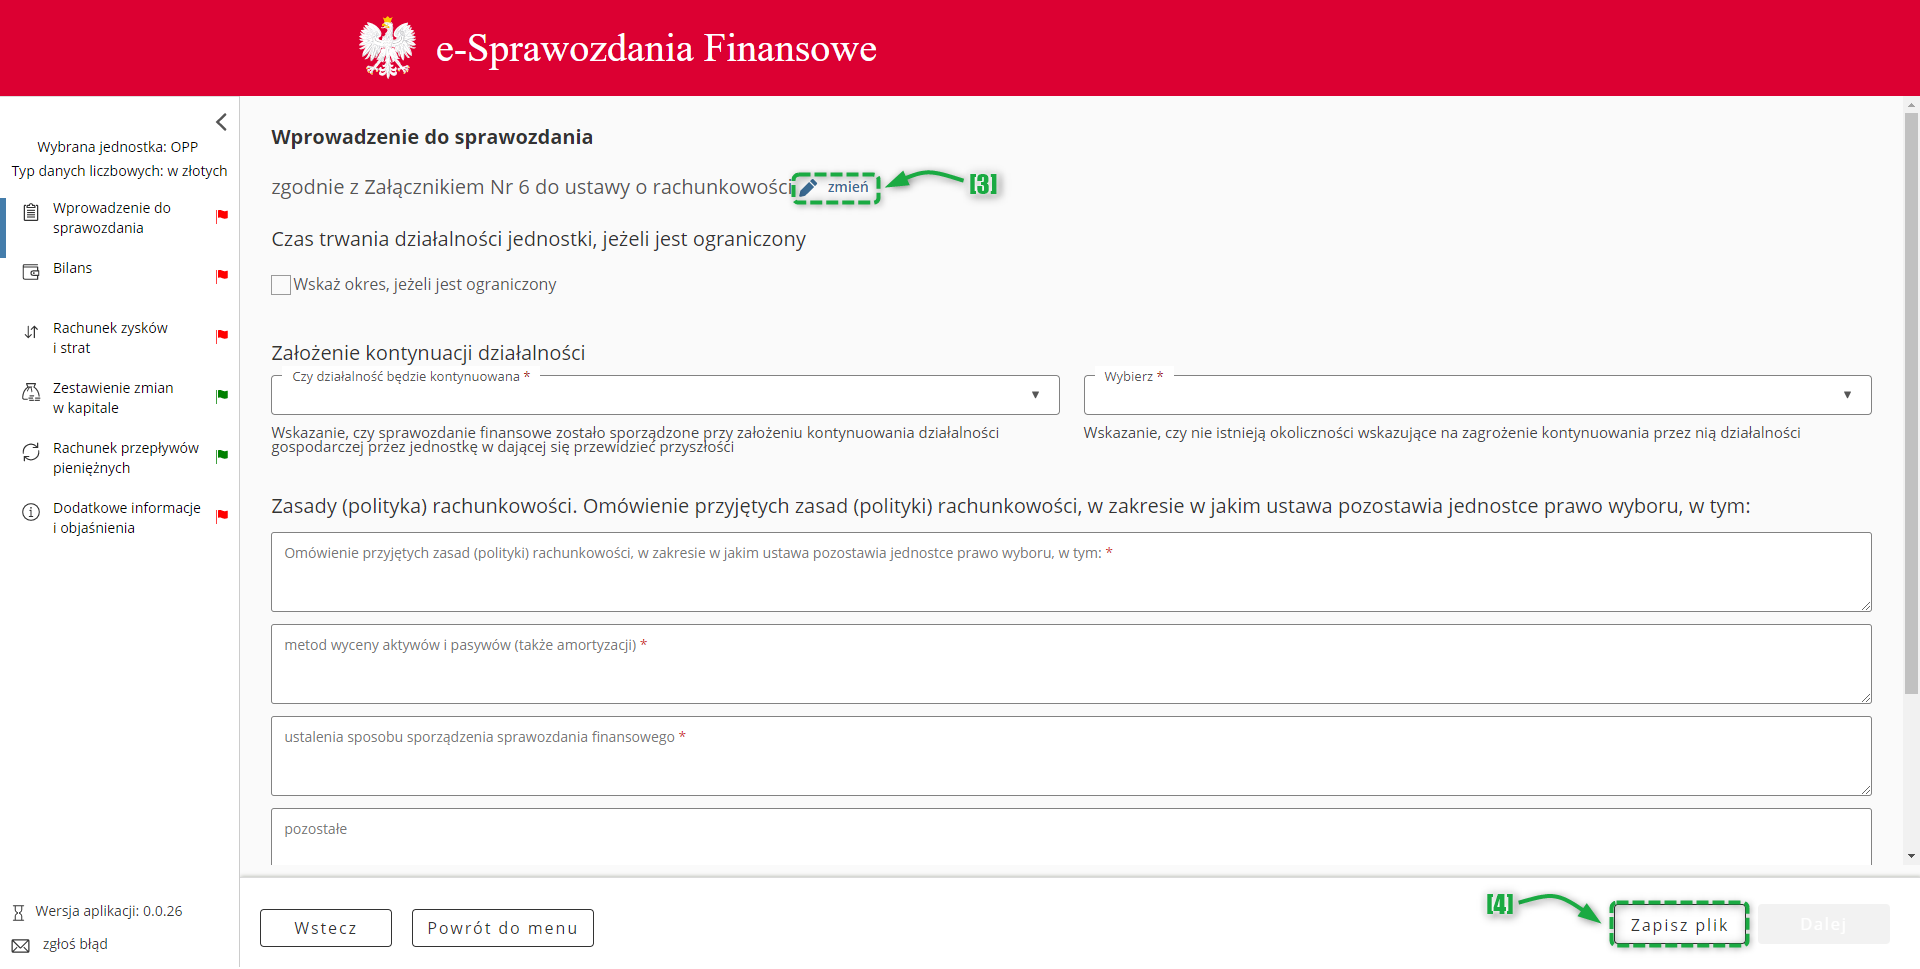 e-Sprawozdania Finansowe
Wybrana jednostka: OPP
Typ danych liczbowych: w złotych
Wprowadzenie do
sprawozdania
Bilans
Rachunek zysków
i strat
Zestawienie zmian
w kapitale
Rachunek przepływów
pieniężnych
Dodatkowe informacje
i objaśnienia
Wersja aplikacji: 0.0.26
zgłoś błąd
Wprowadzenie do sprawozdania
zgodnie z Załącznikiem Nr 6 do ustawy o rachunkowości zmień [3]
Czas trwania działalności jednostki, jeżeli jest ograniczony
Wskaż okres, jeżeli jest ograniczony
Założenie kontynuacji działalności
Czy działalność będzie kontynuowana *
Wskazanie, czy sprawozdanie finansowe zostało sporządzone przy założeniu kontynuowania działalności
gospodarczej przez jednostkę w dającej się przewidzieć przyszłości
Wybierz *
Wskazanie, czy nie istnieją okoliczności wskazujące na zagrożenie kontynuowania przez nią działalności
Zasady (polityka) rachunkowości. Omówienie przyjętych zasad (polityki) rachunkowości, w zakresie w jakim ustawa pozostawia jednostce prawo wyboru, w tym:
Omówienie przyjętych zasad (polityki) rachunkowości, w zakresie w jakim ustawa pozostawia jednostce prawo wyboru, w tym: *
metod wyceny aktywów i pasywów (także amortyzacji) *
ustalenia sposobu sporządzenia sprawozdania finansowego *
pozostałe
Wstecz
Powrót do menu
[4]
Zapisz plik
Dalej